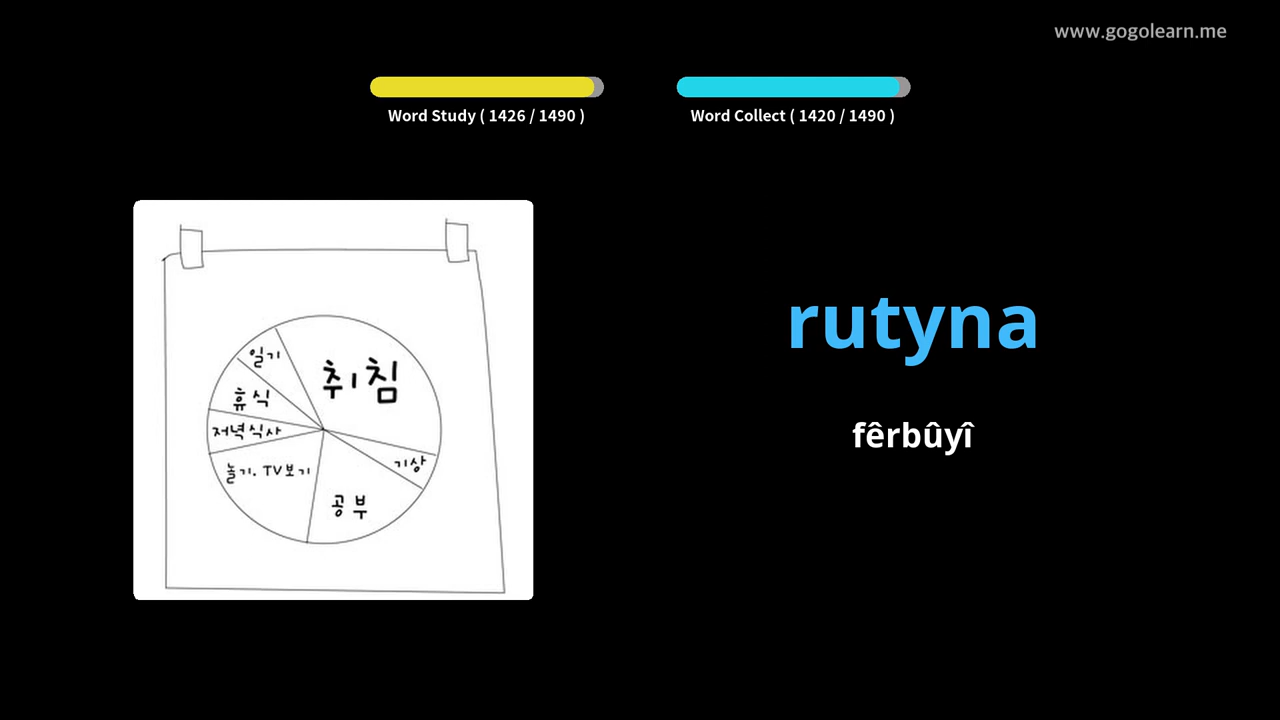 www.gogolearn.me
Word Study ( 1426 / 1490 )
Word Collect ( 1420 / 1490 )
일기
취침
휴식
저녁식사
기상
놀기. TV보기
공부
rutyna
fêrbûyî